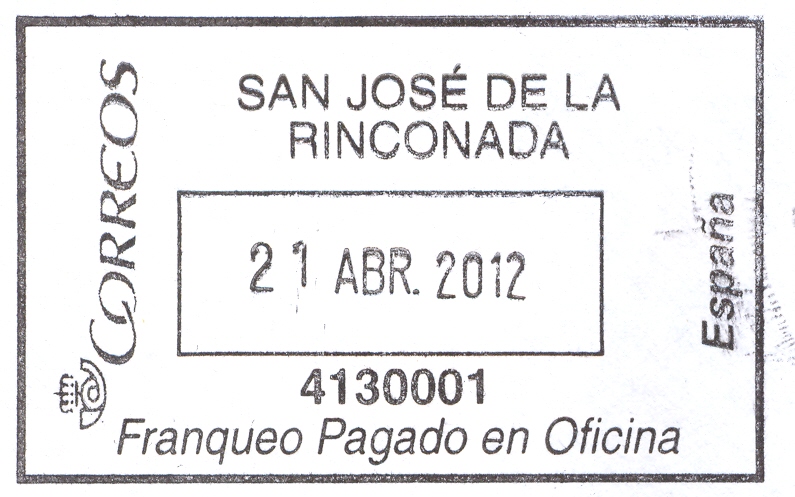 CORREOS
SAN JOSÉ DE LA
RINCONADA
21 ABR. 2012
España
4130001
Franqueo Pagado en Oficina